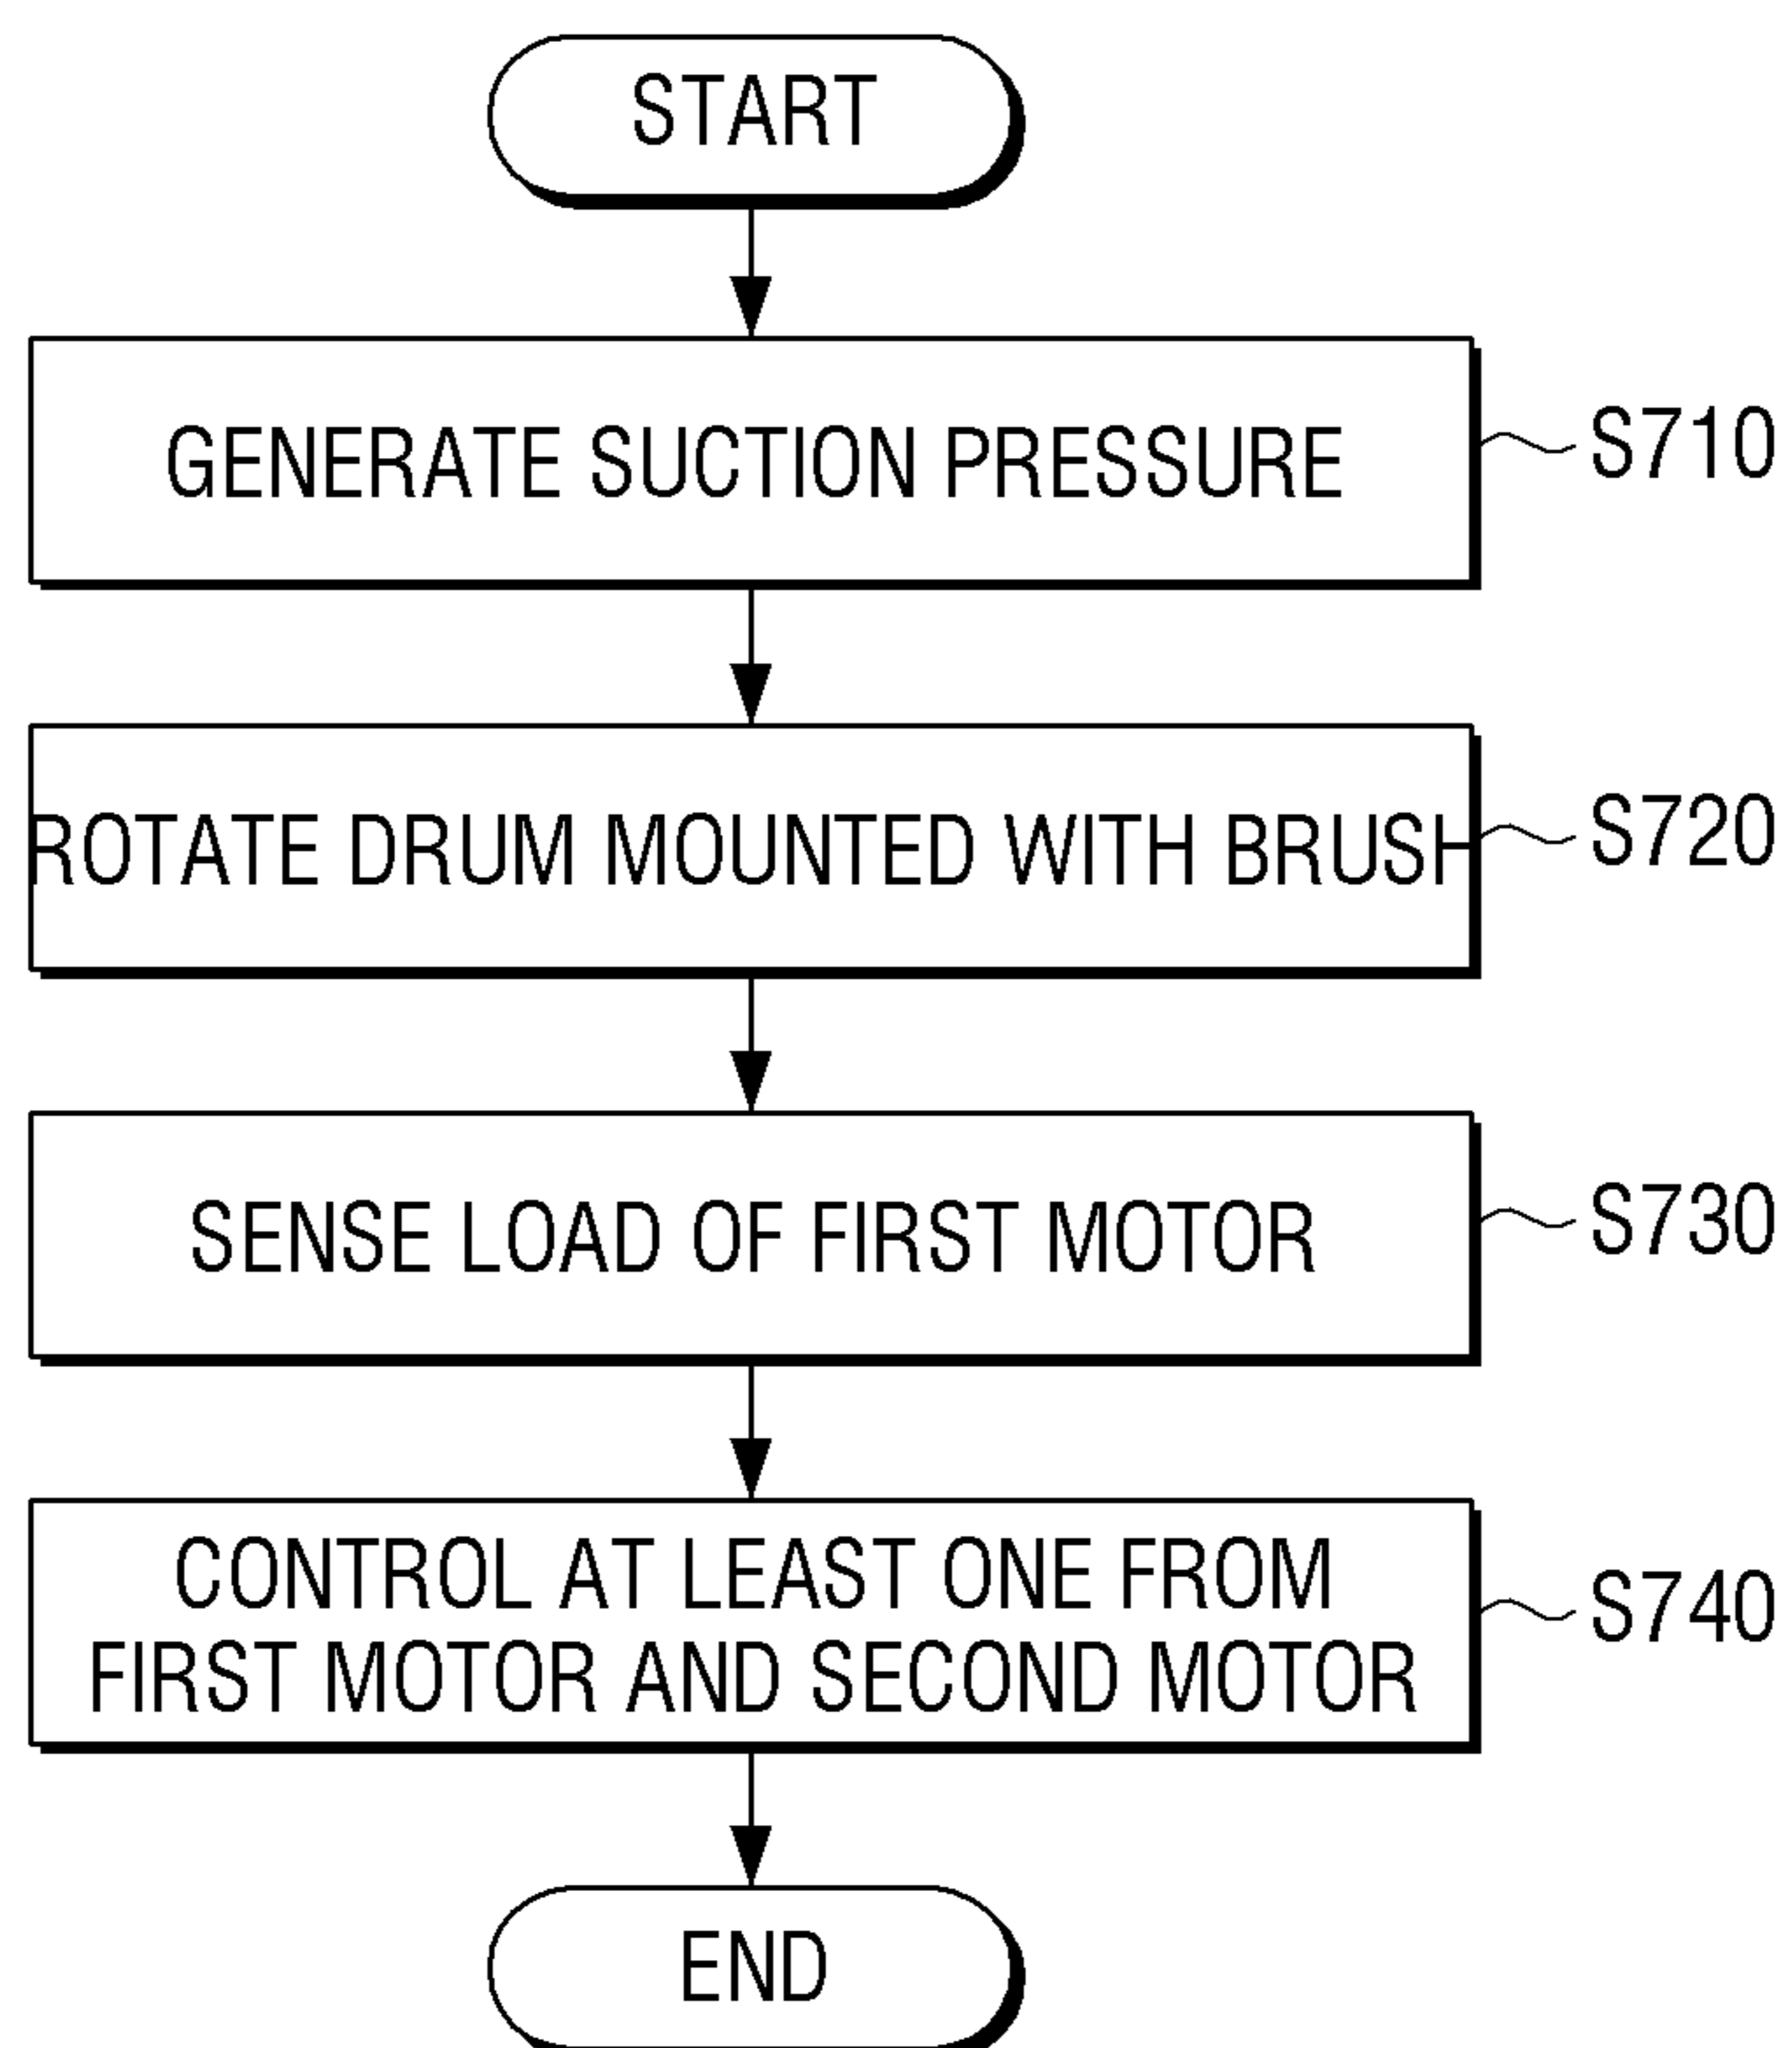 START
GENERATE SUCTION PRESSURE
S710
ROTATE DRUM MOUNTED WITH BRUSH
S720
SENSE LOAD OF FIRST MOTOR
S730
CONTROL AT LEAST ONE FROM
FIRST MOTOR AND SECOND MOTOR
S740
END